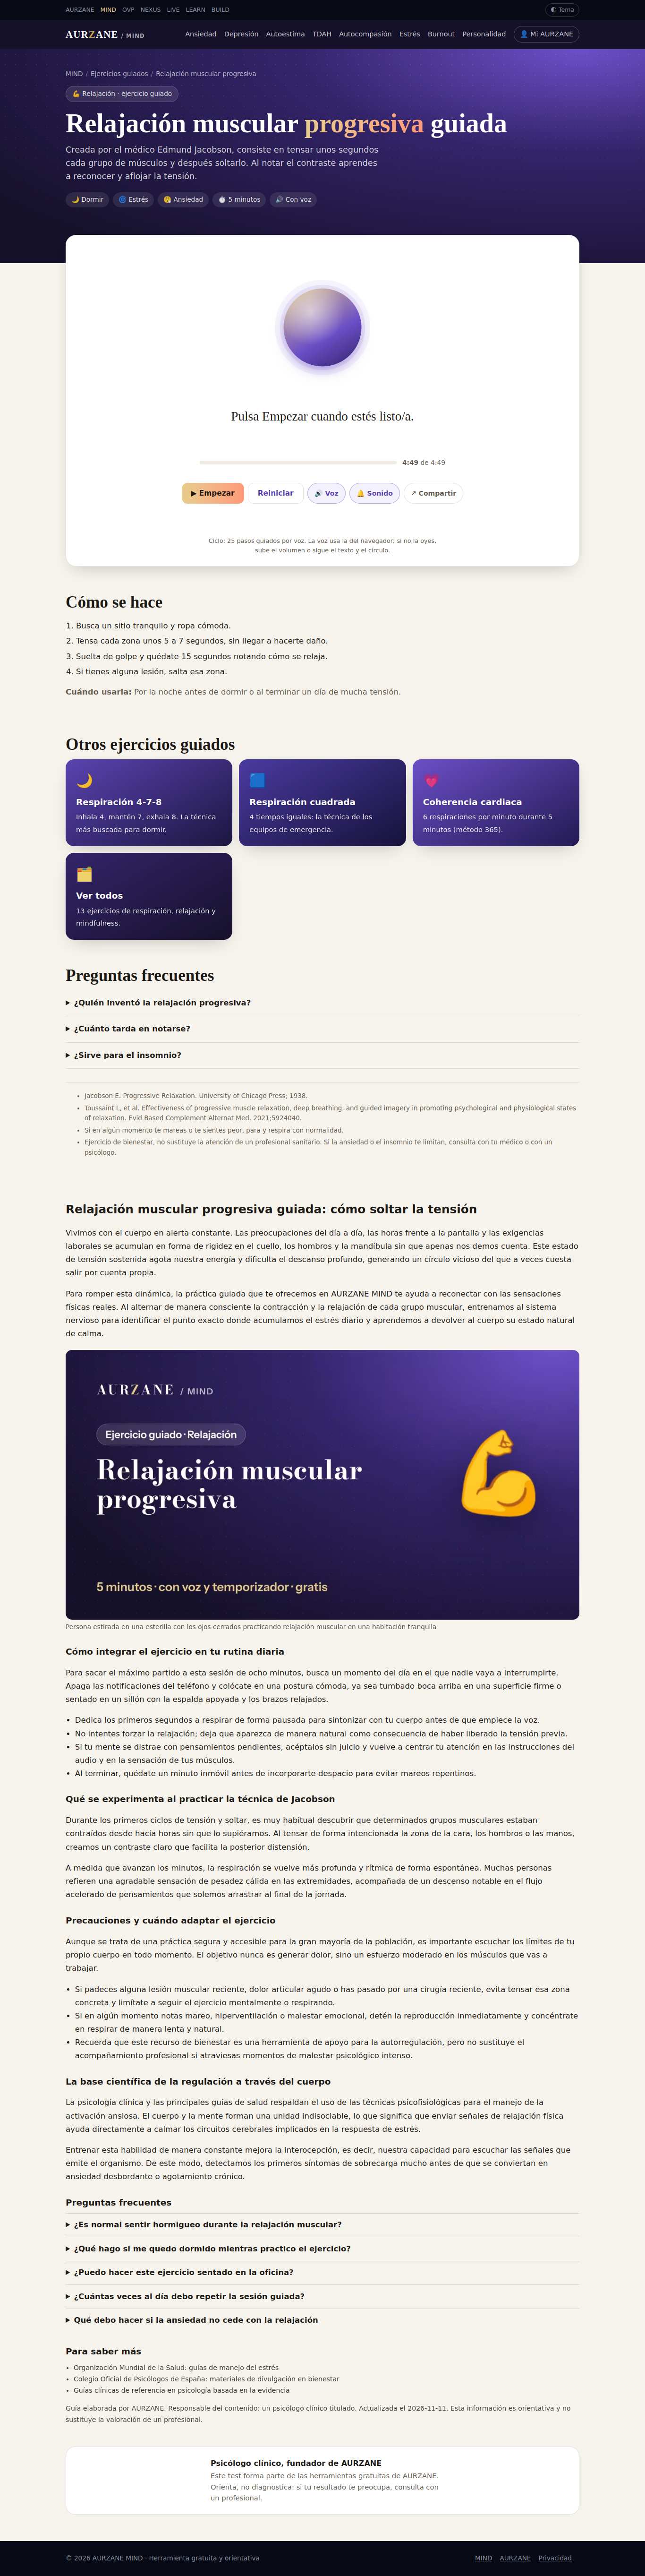 AURZANE MIND OVP NEXUS LIVE LEARN BUILD
Tema
AURZANE / MIND
Ansiedad Depresión Autoestima TDAH Autocompasión Estrés Burnout Personalidad Mi AURZANE
MIND / Ejercicios guiados / Relajación muscular progresiva
Relajación · ejercicio guiado
Relajación muscular progresiva guiada
Creada por el médico Edmund Jacobson, consiste en tensar unos segundos
cada grupo de músculos y después soltarlo. Al notar el contraste aprendes
a reconocer y aflojar la tensión.
Dormir Estrés Ansiedad 5 minutos Con voz
Pulsa Empezar cuando estés listo/a.
4:49 de 4:49
▶ Empezar Reiniciar Voz Sonido ↗ Compartir
Ciclo: 25 pasos guiados por voz. La voz usa la del navegador; si no la oyes,
sube el volumen o sigue el texto y el círculo.
Cómo se hace
1. Busca un sitio tranquilo y ropa cómoda.
2. Tensa cada zona unos 5 a 7 segundos, sin llegar a hacerte daño.
3. Suelta de golpe y quédate 15 segundos notando cómo se relaja.
4. Si tienes alguna lesión, salta esa zona.
Cuándo usarla: Por la noche antes de dormir o al terminar un día de mucha tensión.
Otros ejercicios guiados
Respiración 4-7-8
Inhala 4, mantén 7, exhala 8. La técnica
más buscada para dormir.
Respiración cuadrada
4 tiempos iguales: la técnica de los
equipos de emergencia.
Coherencia cardiaca
6 respiraciones por minuto durante 5
minutos (método 365).
Ver todos
13 ejercicios de respiración, relajación y
mindfulness.
Preguntas frecuentes
▶ ¿Quién inventó la relajación progresiva?
▶ ¿Cuánto tarda en notarse?
▶ ¿Sirve para el insomnio?
• Jacobson E. Progressive Relaxation. University of Chicago Press; 1938.
• Toussaint L, et al. Effectiveness of progressive muscle relaxation, deep breathing, and guided imagery in promoting psychological and physiological states
of relaxation. Evid Based Complement Alternat Med. 2021;5924040.
• Si en algún momento te mareas o te sientes peor, para y respira con normalidad.
• Ejercicio de bienestar, no sustituye la atención de un profesional sanitario. Si la ansiedad o el insomnio te limitan, consulta con tu médico o con un
psicólogo.
Relajación muscular progresiva guiada: cómo soltar la tensión
Vivimos con el cuerpo en alerta constante. Las preocupaciones del día a día, las horas frente a la pantalla y las exigencias
laborales se acumulan en forma de rigidez en el cuello, los hombros y la mandíbula sin que apenas nos demos cuenta. Este estado
de tensión sostenida agota nuestra energía y dificulta el descanso profundo, generando un círculo vicioso del que a veces cuesta
salir por cuenta propia.
Para romper esta dinámica, la práctica guiada que te ofrecemos en AURZANE MIND te ayuda a reconectar con las sensaciones
físicas reales. Al alternar de manera consciente la contracción y la relajación de cada grupo muscular, entrenamos al sistema
nervioso para identificar el punto exacto donde acumulamos el estrés diario y aprendemos a devolver al cuerpo su estado natural
de calma.
AURZANE / MIND
Ejercicio guiado · Relajación
Relajación muscular
progresiva
5 minutos · con voz y temporizador · gratis
Persona estirada en una esterilla con los ojos cerrados practicando relajación muscular en una habitación tranquila
Cómo integrar el ejercicio en tu rutina diaria
Para sacar el máximo partido a esta sesión de ocho minutos, busca un momento del día en el que nadie vaya a interrumpirte.
Apaga las notificaciones del teléfono y colócate en una postura cómoda, ya sea tumbado boca arriba en una superficie firme o
sentado en un sillón con la espalda apoyada y los brazos relajados.
• Dedica los primeros segundos a respirar de forma pausada para sintonizar con tu cuerpo antes de que empiece la voz.
• No intentes forzar la relajación; deja que aparezca de manera natural como consecuencia de haber liberado la tensión previa.
• Si tu mente se distrae con pensamientos pendientes, acéptalos sin juicio y vuelve a centrar tu atención en las instrucciones del
audio y en la sensación de tus músculos.
• Al terminar, quédate un minuto inmóvil antes de incorporarte despacio para evitar mareos repentinos.
Qué se experimenta al practicar la técnica de Jacobson
Durante los primeros ciclos de tensión y soltar, es muy habitual descubrir que determinados grupos musculares estaban
contraídos desde hacía horas sin que lo supiéramos. Al tensar de forma intencionada la zona de la cara, los hombros o las manos,
creamos un contraste claro que facilita la posterior distensión.
A medida que avanzan los minutos, la respiración se vuelve más profunda y rítmica de forma espontánea. Muchas personas
refieren una agradable sensación de pesadez cálida en las extremidades, acompañada de un descenso notable en el flujo
acelerado de pensamientos que solemos arrastrar al final de la jornada.
Precauciones y cuándo adaptar el ejercicio
Aunque se trata de una práctica segura y accesible para la gran mayoría de la población, es importante escuchar los límites de tu
propio cuerpo en todo momento. El objetivo nunca es generar dolor, sino un esfuerzo moderado en los músculos que vas a
trabajar.
• Si padeces alguna lesión muscular reciente, dolor articular agudo o has pasado por una cirugía reciente, evita tensar esa zona
concreta y limítate a seguir el ejercicio mentalmente o respirando.
• Si en algún momento notas mareo, hiperventilación o malestar emocional, detén la reproducción inmediatamente y concéntrate
en respirar de manera lenta y natural.
• Recuerda que este recurso de bienestar es una herramienta de apoyo para la autorregulación, pero no sustituye el
acompañamiento profesional si atraviesas momentos de malestar psicológico intenso.
La base científica de la regulación a través del cuerpo
La psicología clínica y las principales guías de salud respaldan el uso de las técnicas psicofisiológicas para el manejo de la
activación ansiosa. El cuerpo y la mente forman una unidad indisociable, lo que significa que enviar señales de relajación física
ayuda directamente a calmar los circuitos cerebrales implicados en la respuesta de estrés.
Entrenar esta habilidad de manera constante mejora la interocepción, es decir, nuestra capacidad para escuchar las señales que
emite el organismo. De este modo, detectamos los primeros síntomas de sobrecarga mucho antes de que se conviertan en
ansiedad desbordante o agotamiento crónico.
Preguntas frecuentes
▶ ¿Es normal sentir hormigueo durante la relajación muscular?
▶ ¿Qué hago si me quedo dormido mientras practico el ejercicio?
▶ ¿Puedo hacer este ejercicio sentado en la oficina?
▶ ¿Cuántas veces al día debo repetir la sesión guiada?
▶ Qué debo hacer si la ansiedad no cede con la relajación
Para saber más
• Organización Mundial de la Salud: guías de manejo del estrés
• Colegio Oficial de Psicólogos de España: materiales de divulgación en bienestar
• Guías clínicas de referencia en psicología basada en la evidencia
Guía elaborada por AURZANE. Responsable del contenido: un psicólogo clínico titulado. Actualizada el 2026-11-11. Esta información es orientativa y no
sustituye la valoración de un profesional.
Psicólogo clínico, fundador de AURZANE
Este test forma parte de las herramientas gratuitas de AURZANE.
Orienta, no diagnostica: si tu resultado te preocupa, consulta con
un profesional.
© 2026 AURZANE MIND · Herramienta gratuita y orientativa
MIND AURZANE Privacidad